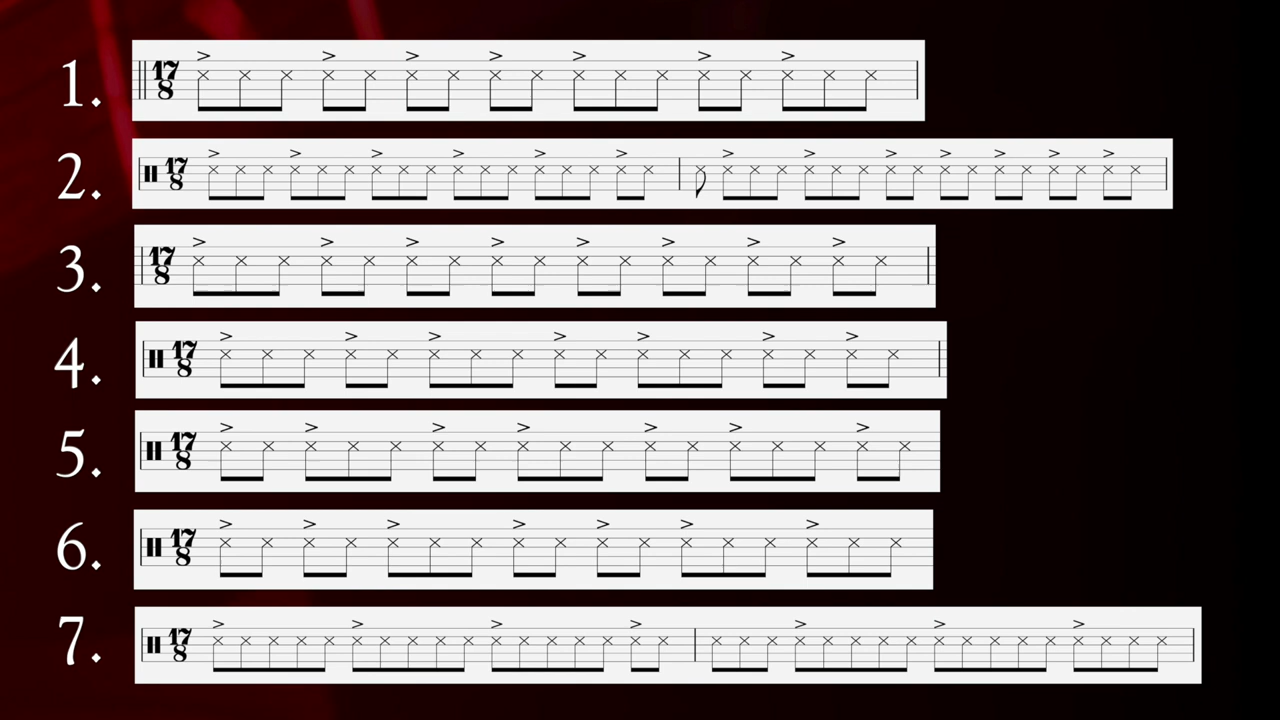 1. 17 8
2. 17 8
3. 17 8
4. 17 8
5. 17 8
6. 17 8
7. 17 8